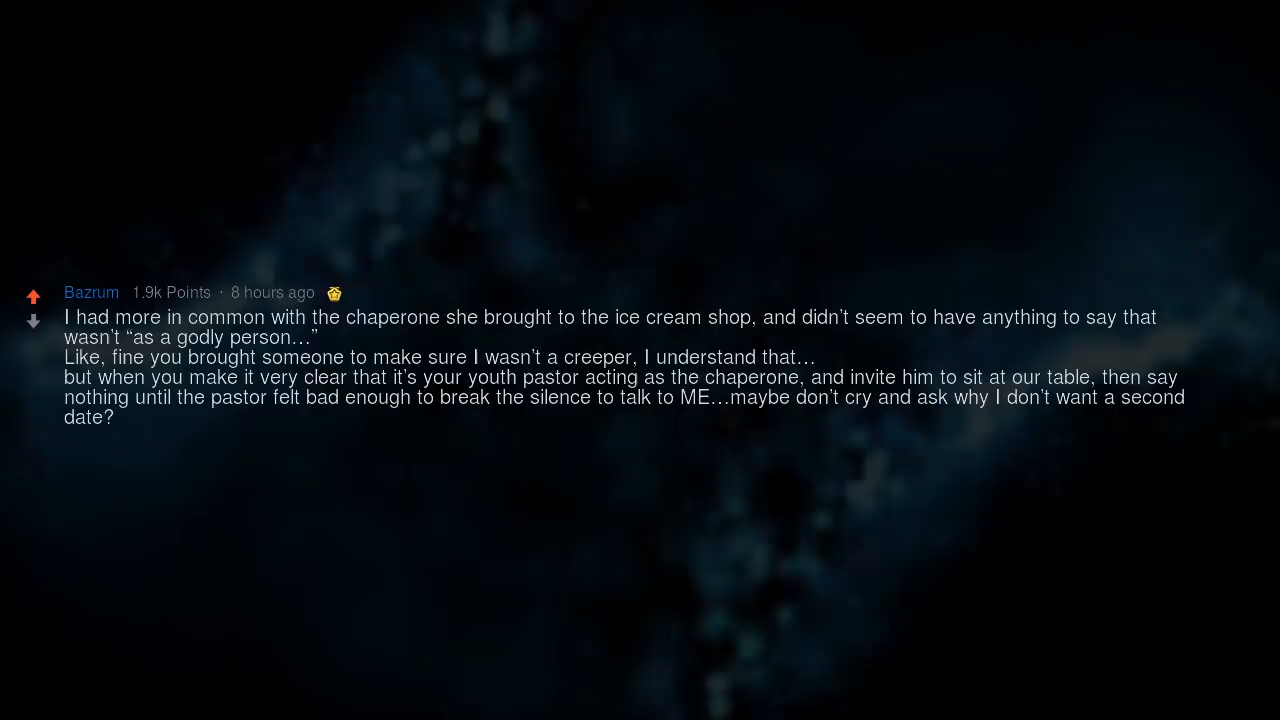 Bazrum 1.9k Points · 8 hours ago
I had more in common with the chaperone she brought to the ice cream shop, and didn’t seem to have anything to say that
wasn’t “as a godly person…”
Like, fine you brought someone to make sure I wasn’t a creeper, I understand that…
but when you make it very clear that it’s your youth pastor acting as the chaperone, and invite him to sit at our table, then say
nothing until the pastor felt bad enough to break the silence to talk to ME…maybe don’t cry and ask why I don’t want a second
date?